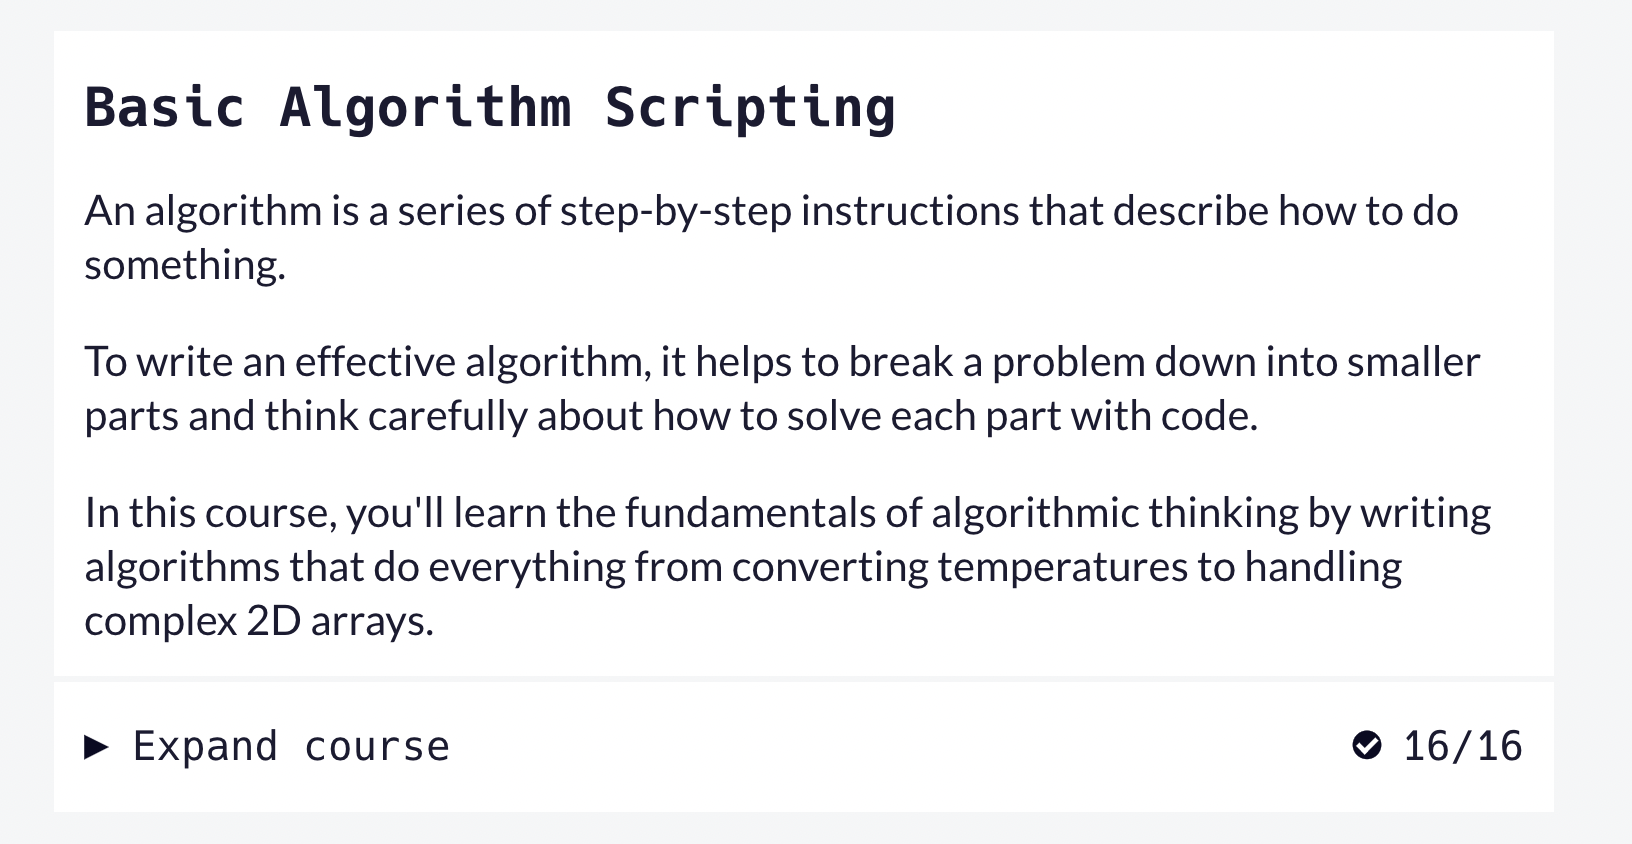 Basic Algorithm Scripting
An algorithm is a series of step-by-step instructions that describe how to do
something.
To write an effective algorithm, it helps to break a problem down into smaller
parts and think carefully about how to solve each part with code.
In this course, you'll learn the fundamentals of algorithmic thinking by writing
algorithms that do everything from converting temperatures to handling
complex 2D arrays.
Expand course 16/16